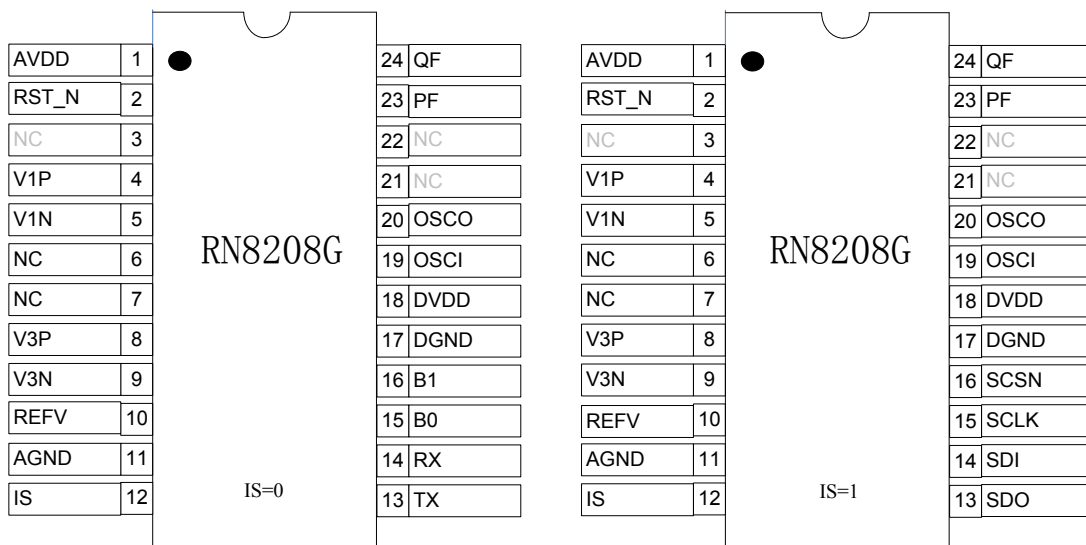 AVDD 1
RST_N 2
NC 3
V1P 4
V1N 5
NC 6
NC 7
V3P 8
V3N 9
REFV 10
AGND 11
IS 12
RN8208G
IS=0
24 QF
23 PF
22 NC
21 NC
20 OSCO
19 OSCI
18 DVDD
17 DGND
16 B1
15 B0
14 RX
13 TX
AVDD 1
RST_N 2
NC 3
V1P 4
V1N 5
NC 6
NC 7
V3P 8
V3N 9
REFV 10
AGND 11
IS 12
RN8208G
IS=1
24 QF
23 PF
22 NC
21 NC
20 OSCO
19 OSCI
18 DVDD
17 DGND
16 SCSN
15 SCLK
14 SDI
13 SDO